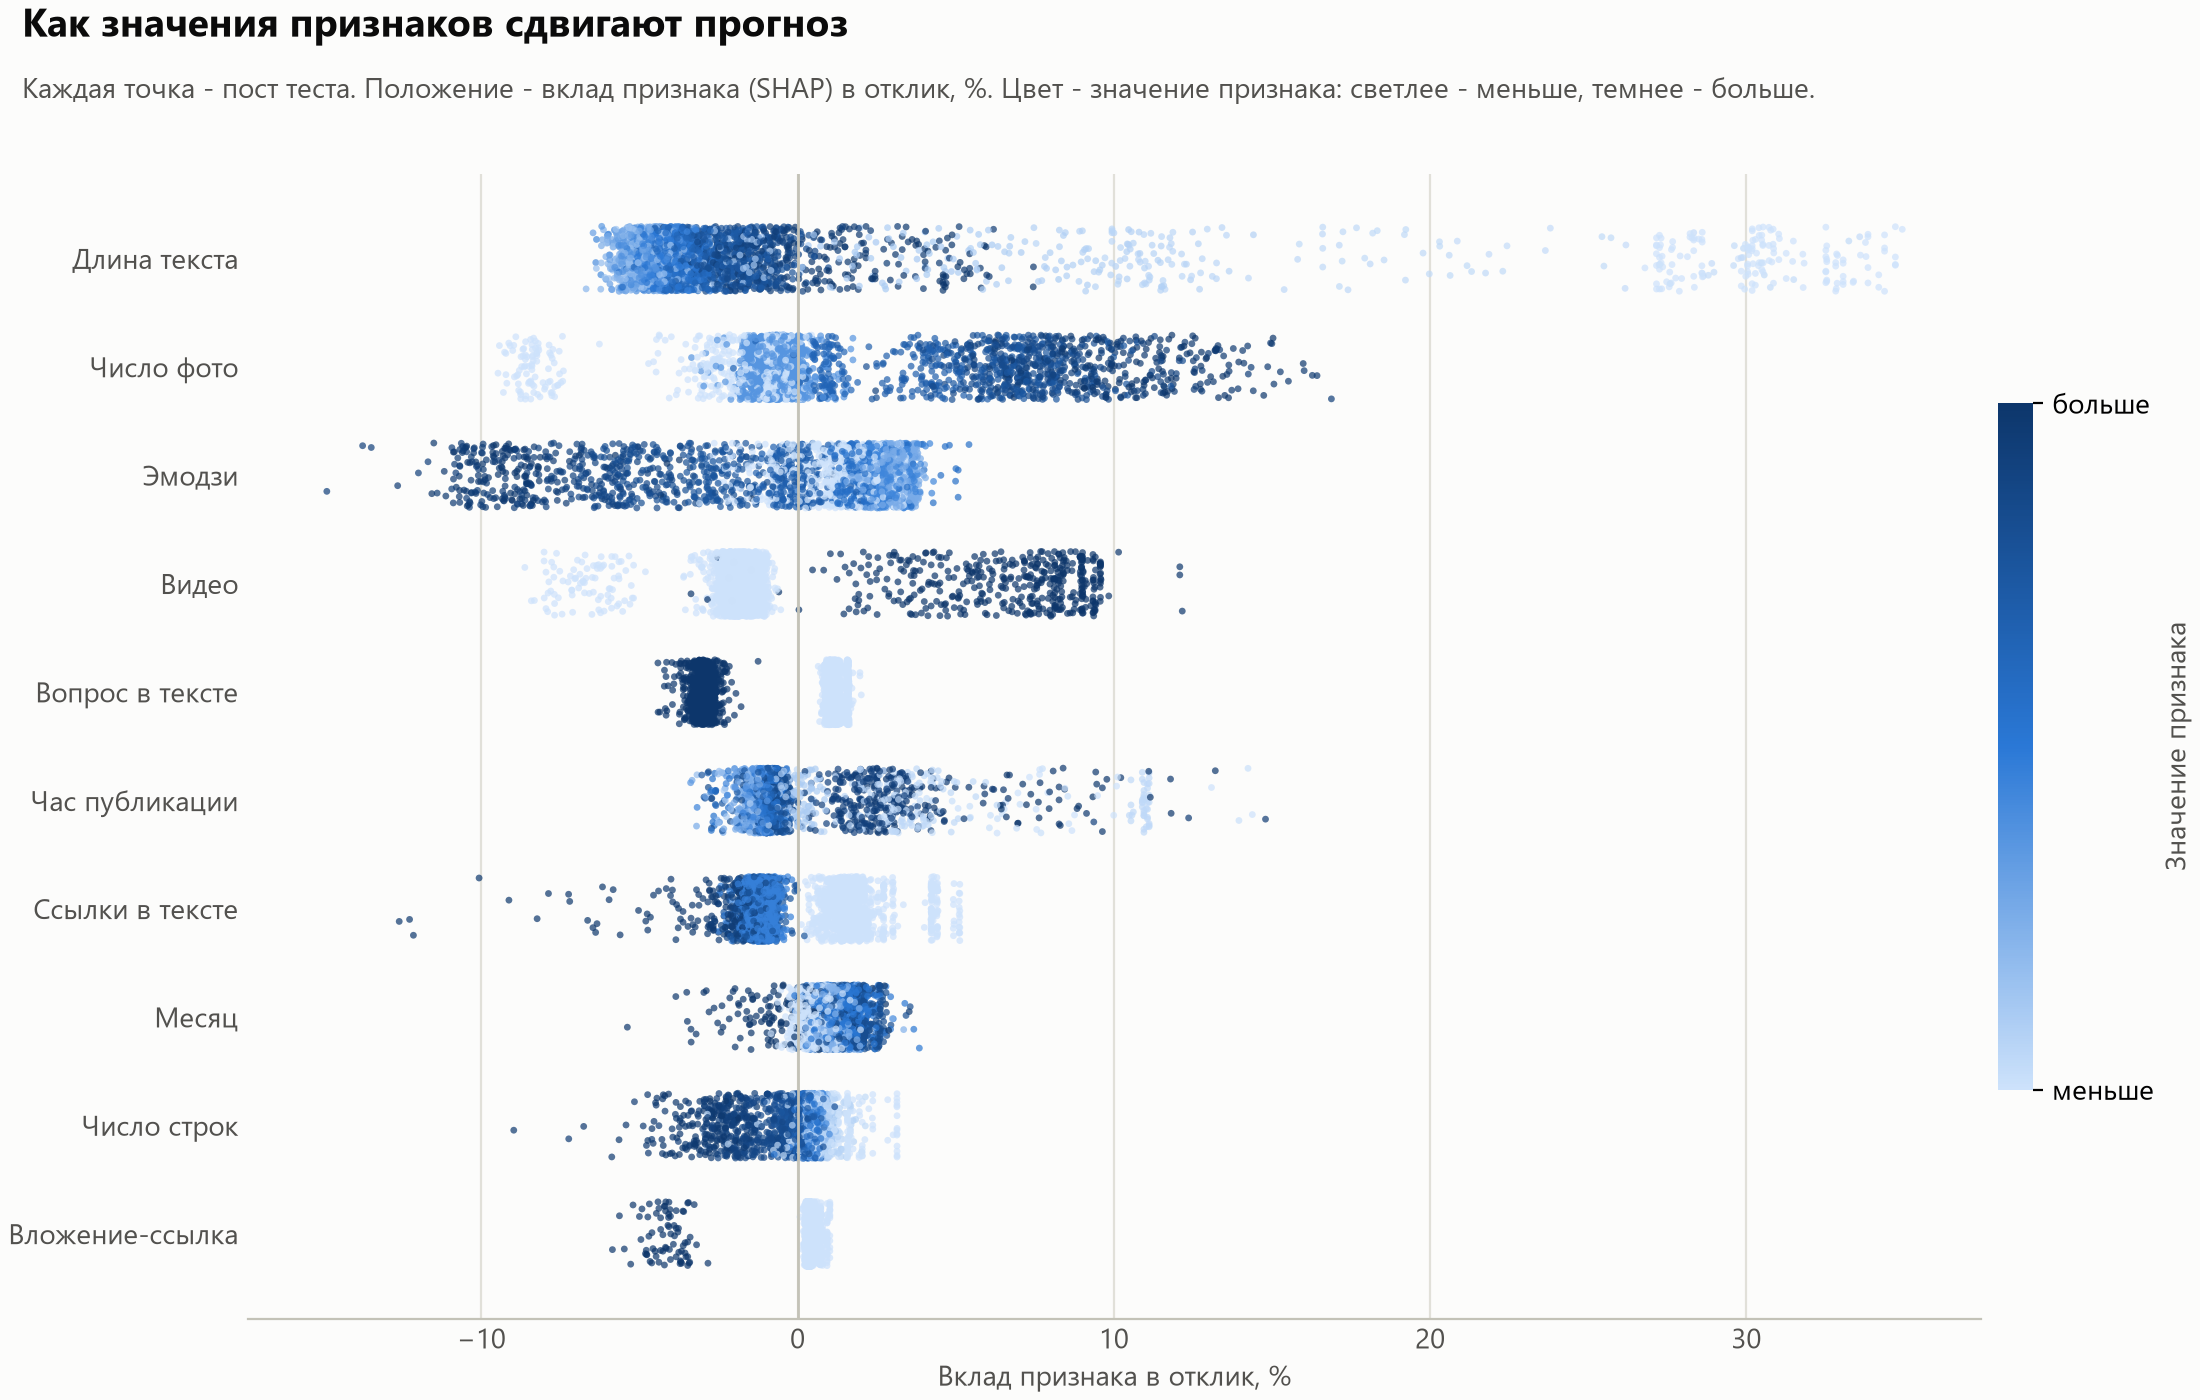 Как значения признаков сдвигают прогноз
Каждая точка - пост теста. Положение - вклад признака (SHAP) в отклик, %. Цвет - значение признака: светлее - меньше, темнее - больше.
Длина текста
Число фото
Эмодзи
Видео
Вопрос в тексте
Час публикации
Ссылки в тексте
Месяц
Число строк
Вложение-ссылка
−10
0
10
20
30
Вклад признака в отклик, %
больше
меньше
Значение признака